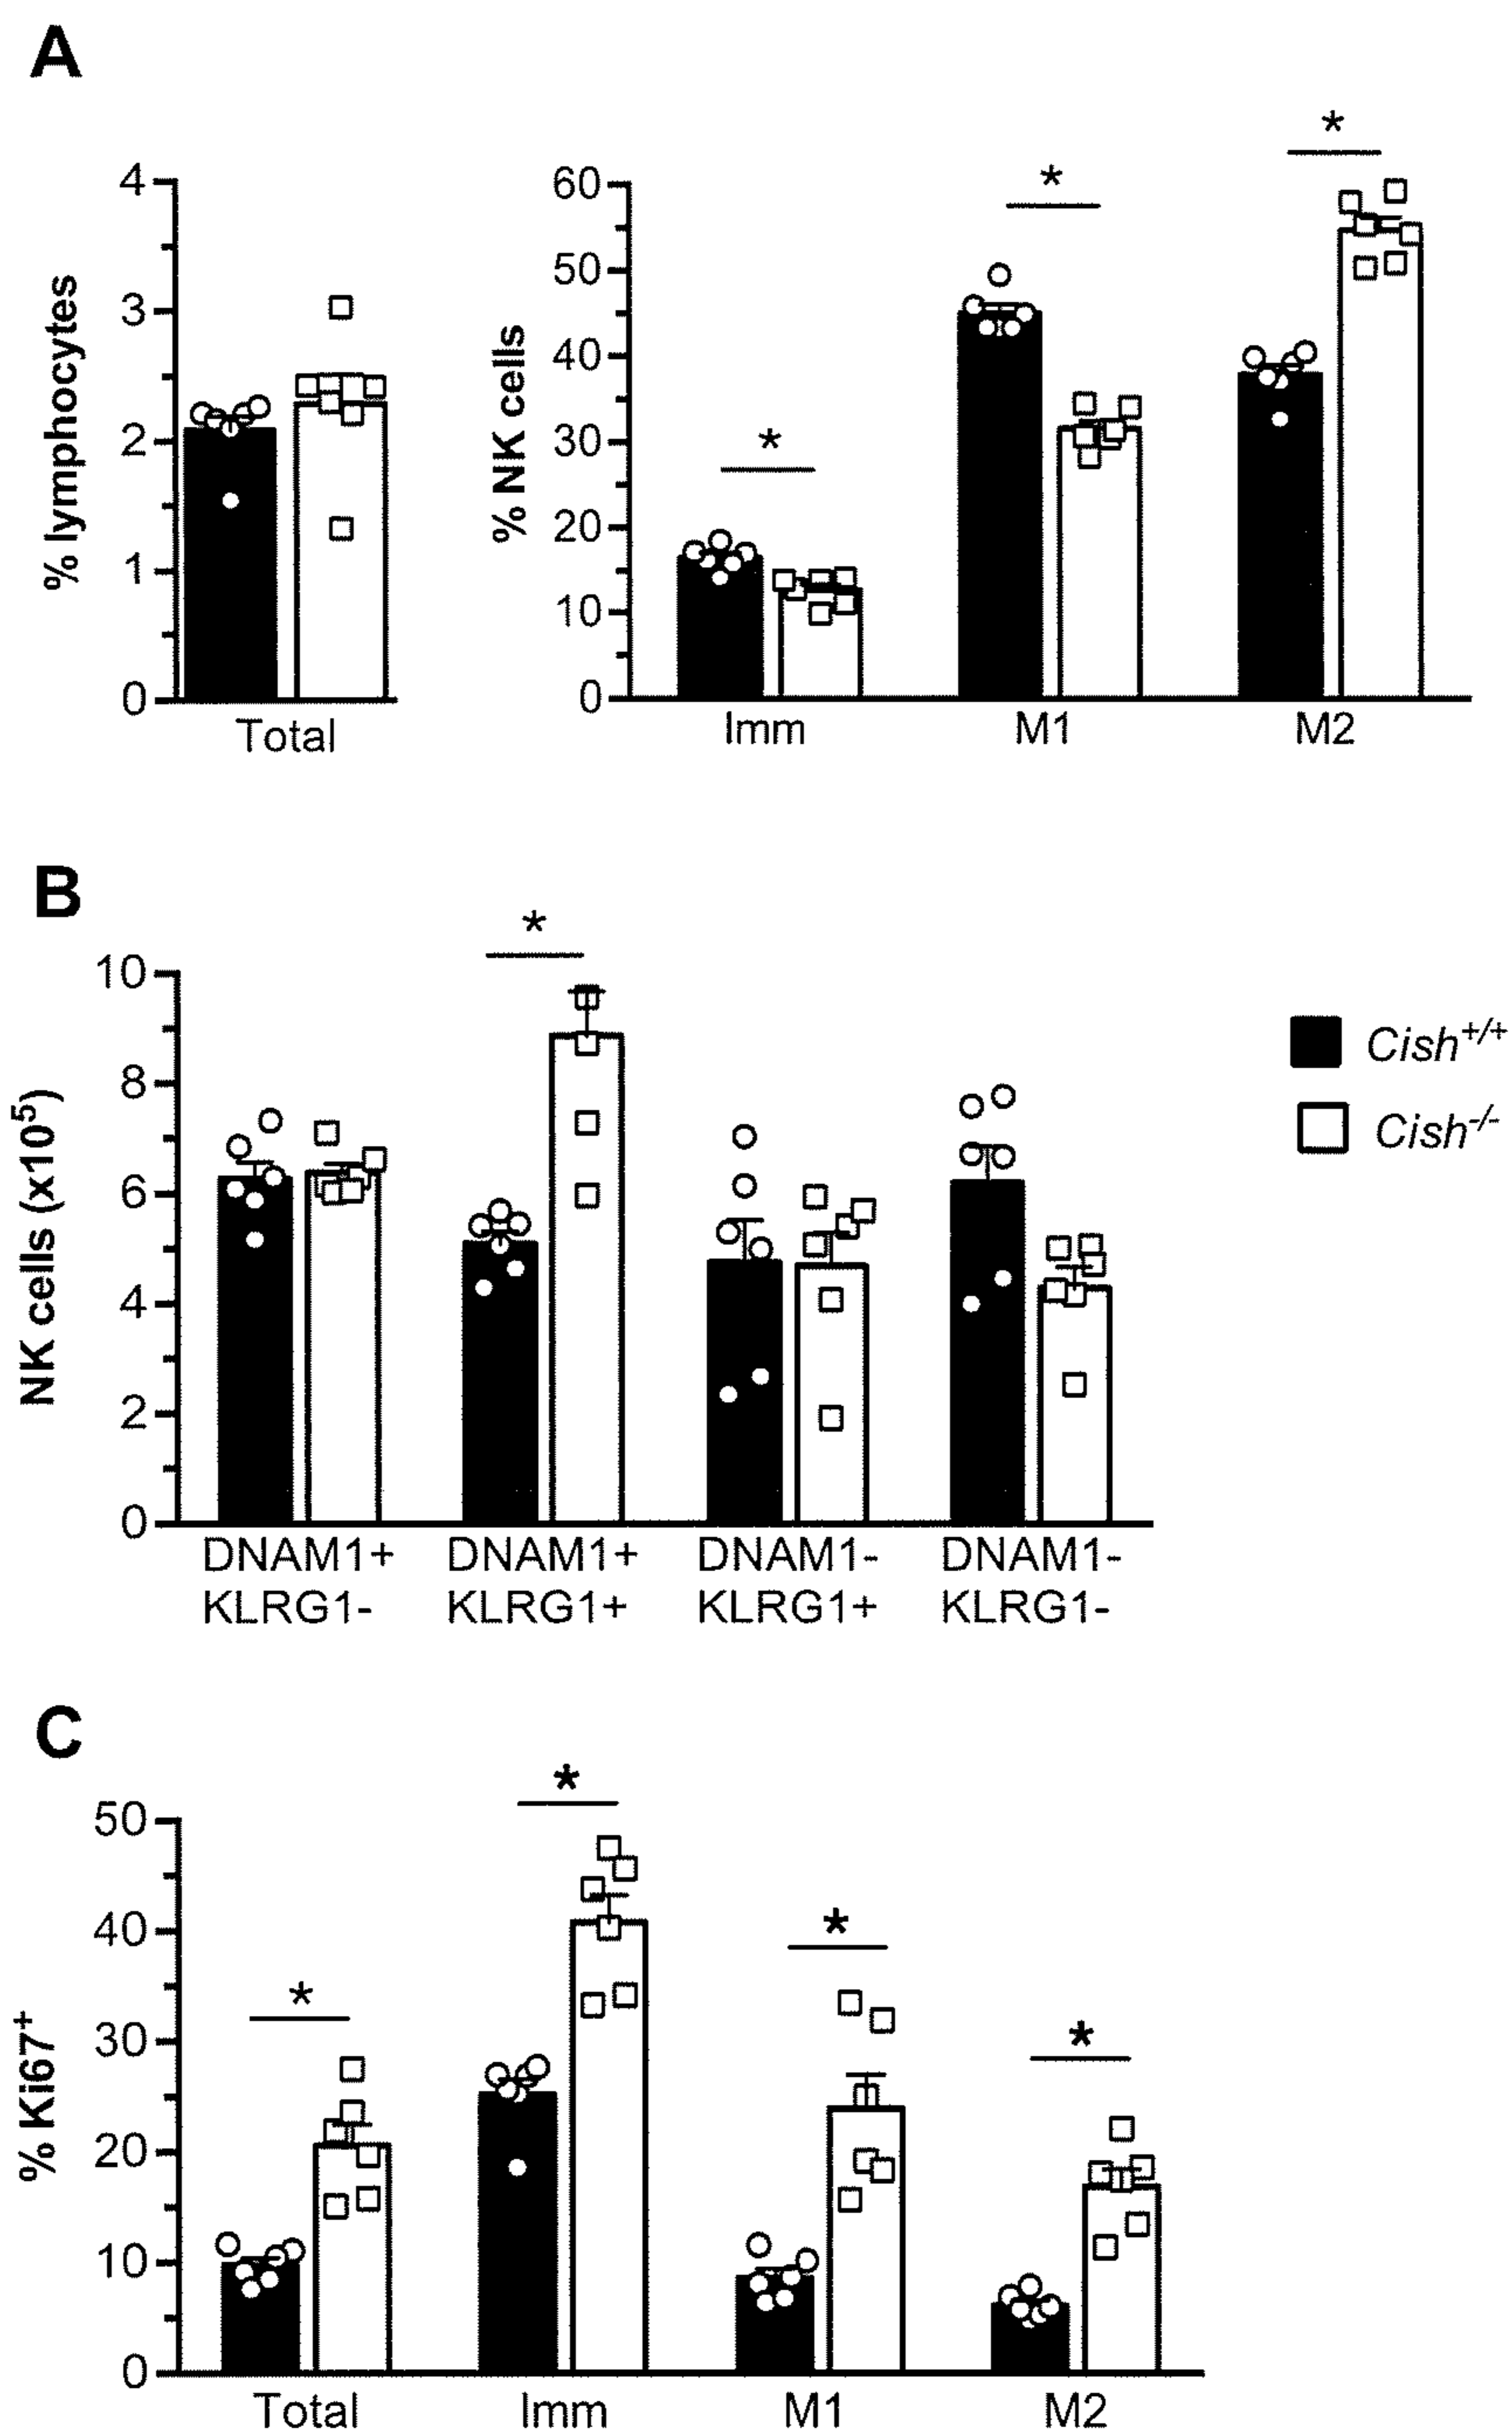 A
*
*
*
4
3
2
1
0
% lymphocytes
Total
60
50
40
30
20
10
0
% NK cells
Imm M1 M2
B
*
10
8
6
4
2
0
NK cells (x10⁵)
DNAM1+ DNAM1+ DNAM1- DNAM1-
KLRG1- KLRG1+ KLRG1+ KLRG1-
Cish+/+
Cish-/-
C
*
*
*
*
50
40
30
20
10
0
% Ki67⁺
Total Imm M1 M2